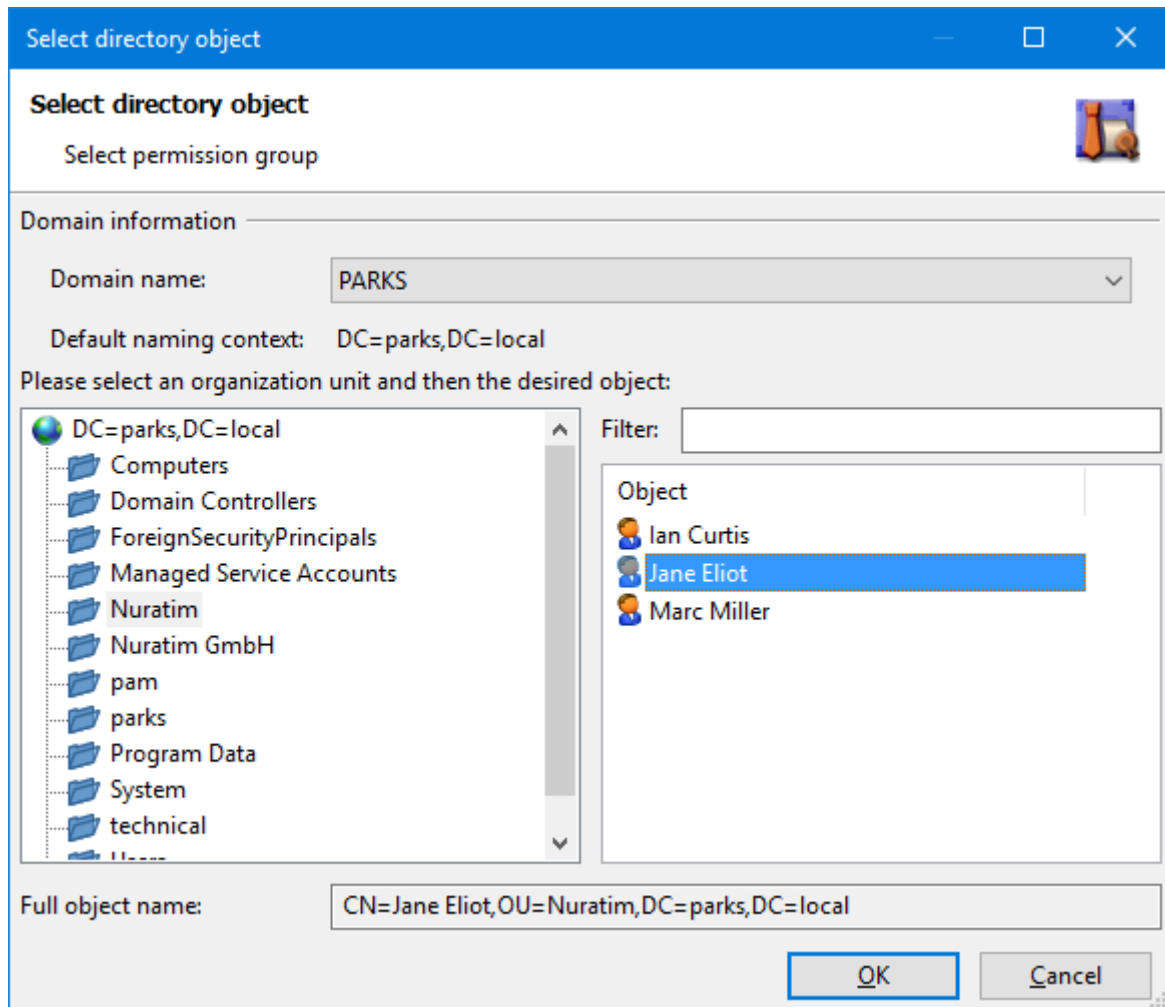 Select directory object
Select directory object
Select permission group
Domain information
Domain name:
PARKS
Default naming context:
DC=parks,DC=local
Please select an organization unit and then the desired object:
DC=parks,DC=local
Computers
Domain Controllers
ForeignSecurityPrincipals
Managed Service Accounts
Nuratim
Nuratim GmbH
pam
parks
Program Data
System
technical
Users
Filter:
Object
Ian Curtis
Jane Eliot
Marc Miller
Full object name:
CN=Jane Eliot,OU=Nuratim,DC=parks,DC=local
OK
Cancel